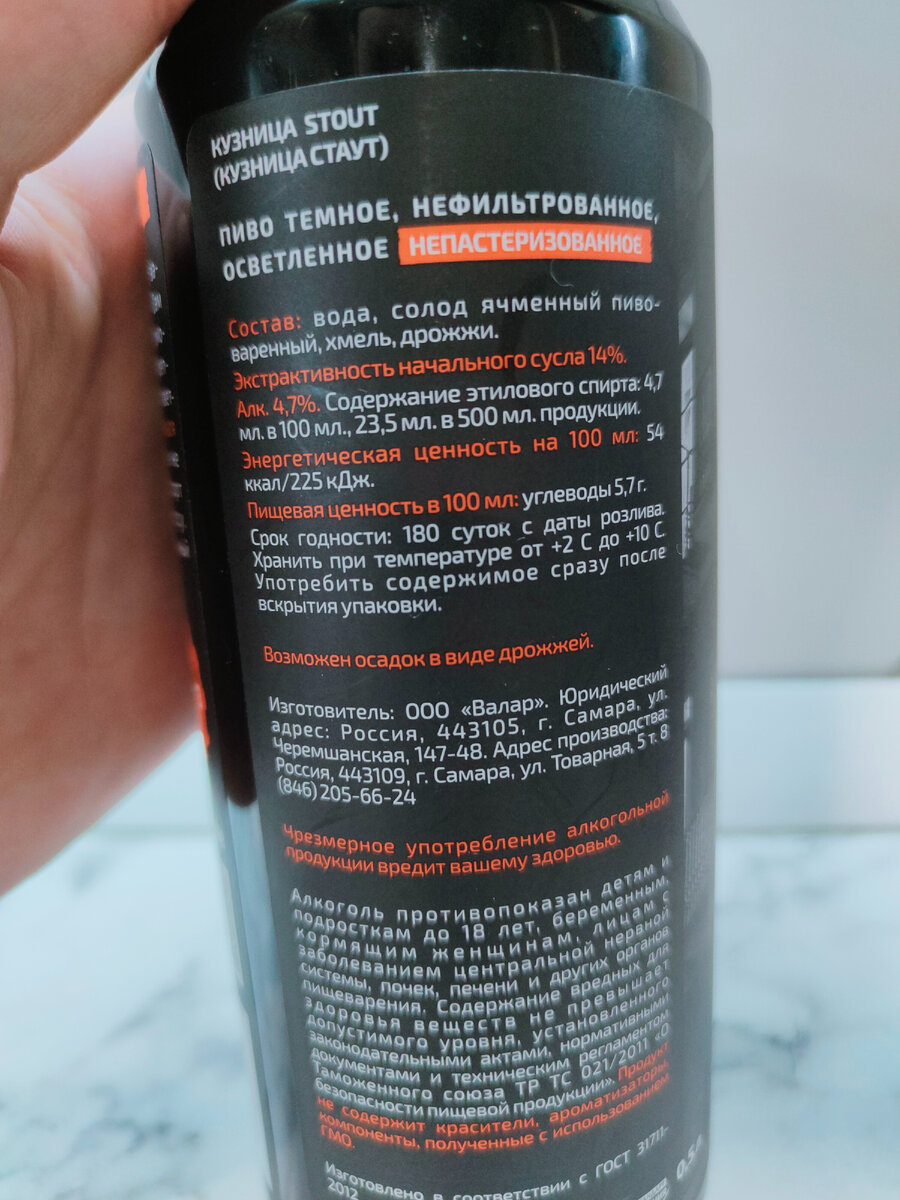 КУЗНИЦА STOUT
(КУЗНИЦА СТАУТ)
ПИВО ТЕМНОЕ, НЕФИЛЬТРОВАННОЕ,
ОСВЕТЛЕННОЕ НЕПАСТЕРИЗОВАННОЕ
Состав: вода, солод ячменный пиво-
варенный, хмель, дрожжи.
Экстрактивность начального сусла 14%.
Алк. 4,7%. Содержание этилового спирта: 4,7
мл. в 100 мл., 23,5 мл. в 500 мл. продукции.
Энергетическая ценность на 100 мл: 54
ккал/225 кДж.
Пищевая ценность в 100 мл: углеводы 5,7 г.
Срок годности: 180 суток с даты розлива.
Хранить при температуре от +2 С до +10 С.
Употребить содержимое сразу после
вскрытия упаковки.
Возможен осадок в виде дрожжей.
Изготовитель: ООО «Валар». Юридический
адрес: Россия, 443105, г. Самара, ул.
Черемшанская, 147-48. Адрес производства:
Россия, 443109, г. Самара, ул. Товарная, 5 т. 8
(846) 205-66-24
Чрезмерное употребление алкогольной
продукции вредит вашему здоровью.
Алкоголь противопоказан детям и
подросткам до 18 лет, беременным,
кормящим женщинам, лицам с
заболеванием центральной нервной
системы, почек, печени и других органов
пищеварения. Содержание вредных для
здоровья веществ не превышает
допустимого уровня, установленного
законодательными актами, нормативными
документами и техническим регламентом
Таможенного союза ТР ТС 021/2011 «О
безопасности пищевой продукции». Продукт
не содержит красители, ароматизаторы,
компоненты, полученные с использованием
ГМО.
Изготовлено в соответствии с ГОСТ 31711-
2012
0,5 л